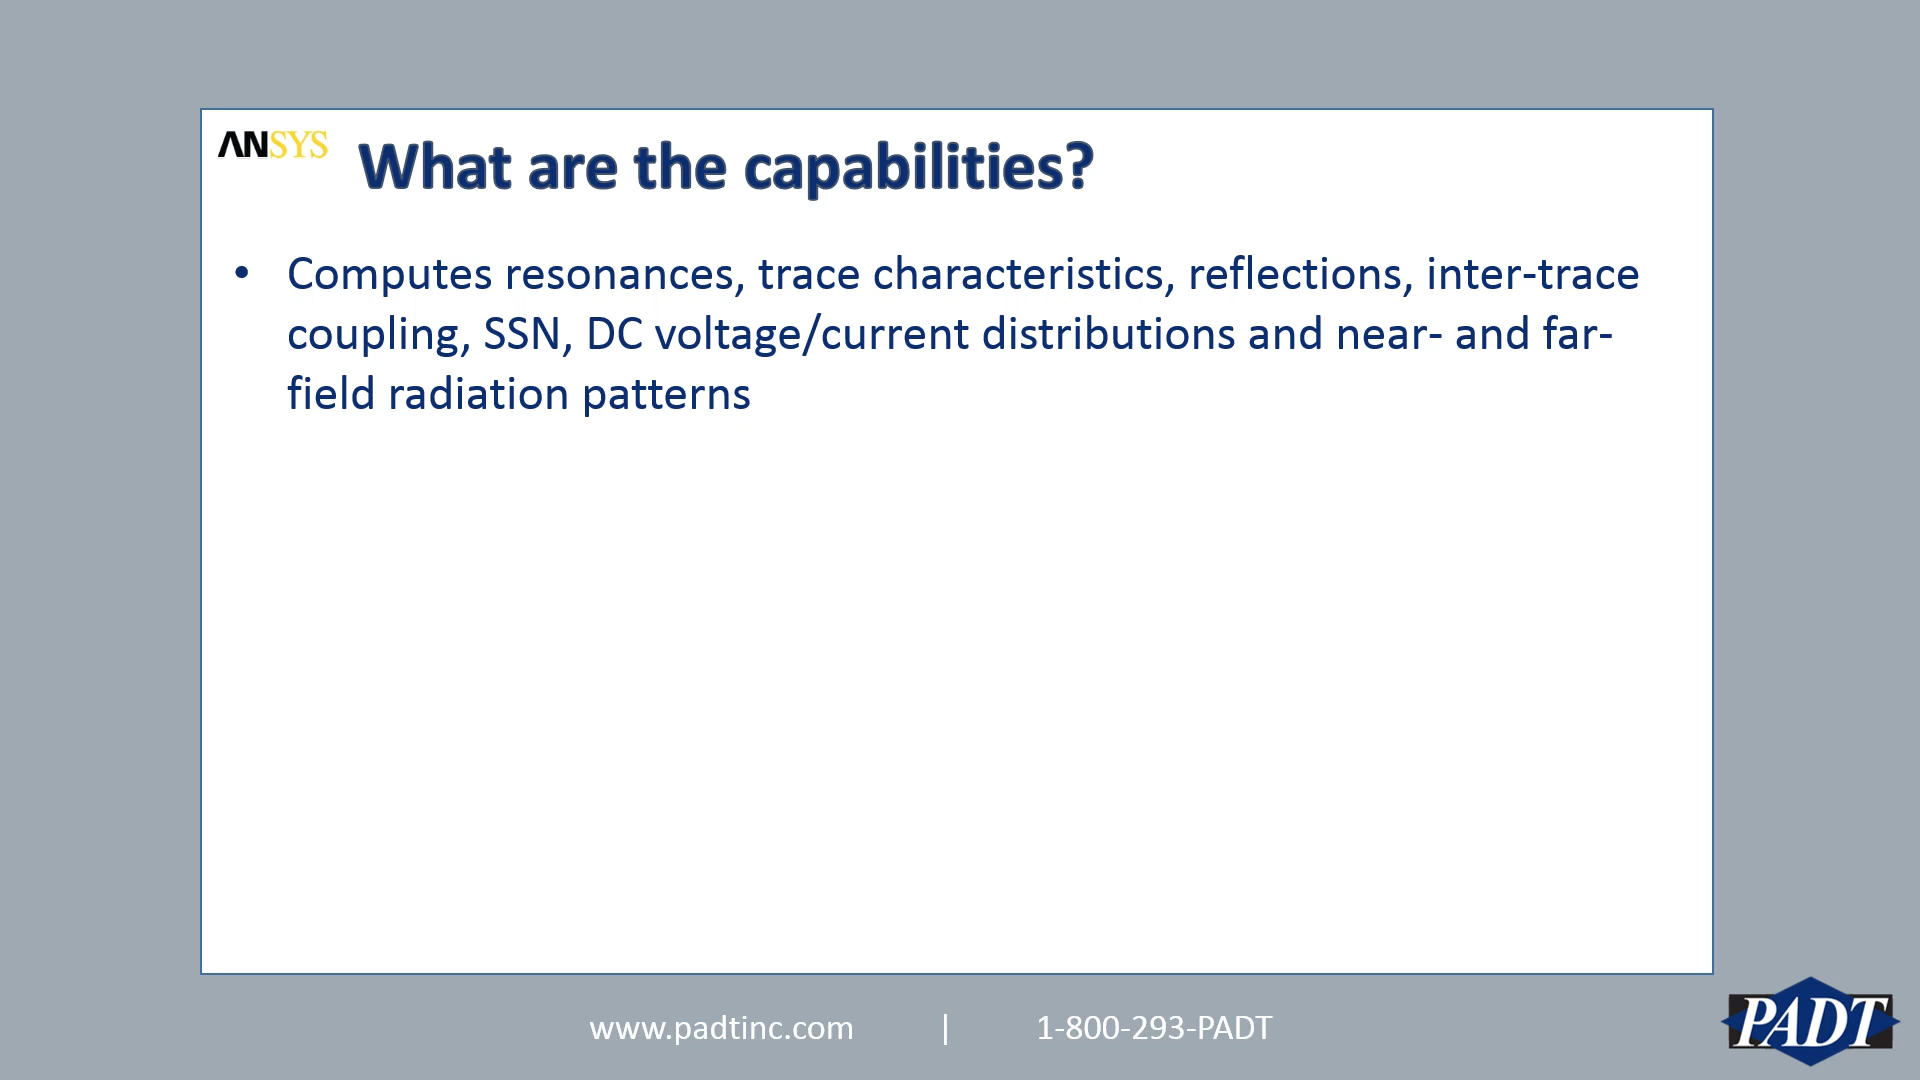 ANSYS
What are the capabilities?
• Computes resonances, trace characteristics, reflections, inter-trace
coupling, SSN, DC voltage/current distributions and near- and far-
field radiation patterns
www.padtinc.com | 1-800-293-PADT
PADT